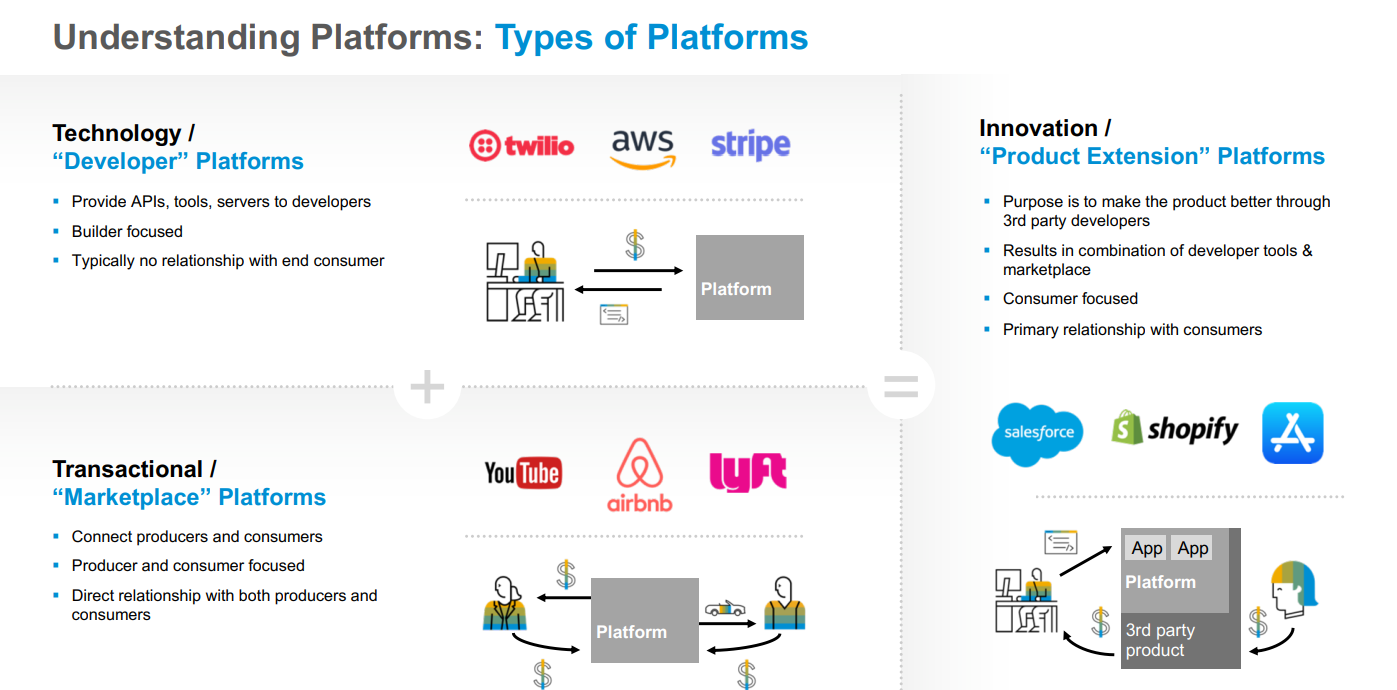 Understanding Platforms: Types of Platforms
Technology /
“Developer” Platforms
▪ Provide APIs, tools, servers to developers
▪ Builder focused
▪ Typically no relationship with end consumer
twilio aws stripe
$
Platform
</>
Transactional /
“Marketplace” Platforms
▪ Connect producers and consumers
▪ Producer and consumer focused
▪ Direct relationship with both producers and
consumers
YouTube airbnb lyft
$
Platform
$ $
+
=
Innovation /
“Product Extension” Platforms
▪ Purpose is to make the product better through
3rd party developers
▪ Results in combination of developer tools &
marketplace
▪ Consumer focused
▪ Primary relationship with consumers
salesforce shopify
</>
App App
Platform
$ $
3rd party
product